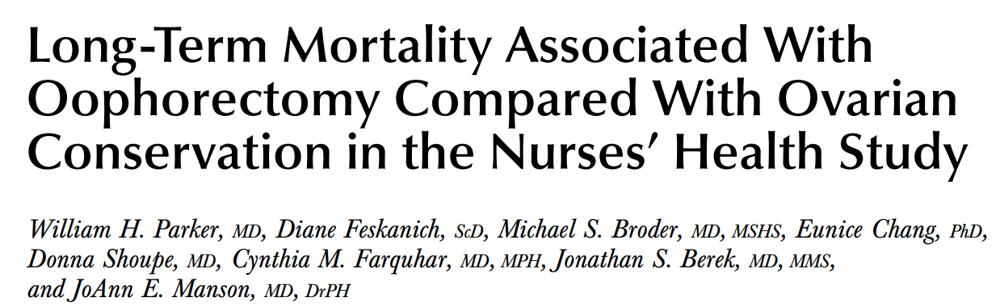 Long-Term Mortality Associated With
Oophorectomy Compared With Ovarian
Conservation in the Nurses’ Health Study
William H. Parker, MD, Diane Feskanich, ScD, Michael S. Broder, MD, MSHS, Eunice Chang, PhD,
Donna Shoupe, MD, Cynthia M. Farquhar, MD, MPH, Jonathan S. Berek, MD, MMS,
and JoAnn E. Manson, MD, DrPH